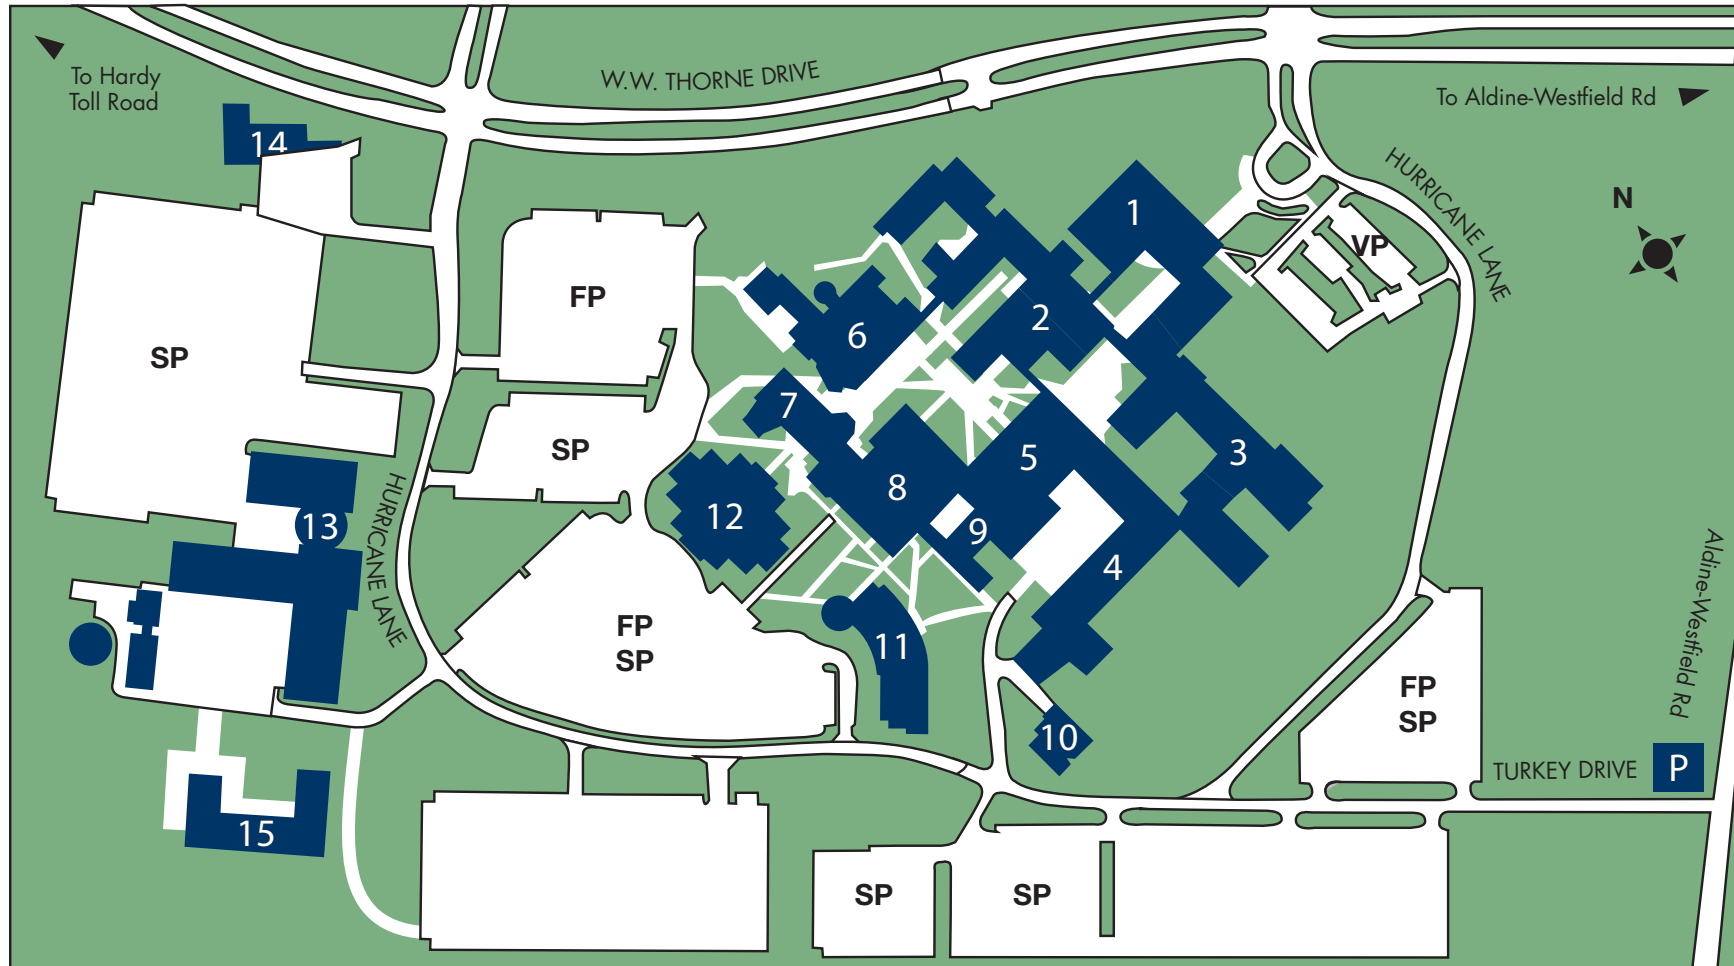 To Hardy
Toll Road
W.W. THORNE DRIVE
To Aldine-Westfield Rd
HURRICANE LANE
N
14
1
VP
FP
SP
2
6
7
SP
5
3
8
12
9
13
HURRICANE LANE
4
FP
SP
11
Aldine-Westfield Rd
FP
SP
10
TURKEY DRIVE
P
15
SP
SP